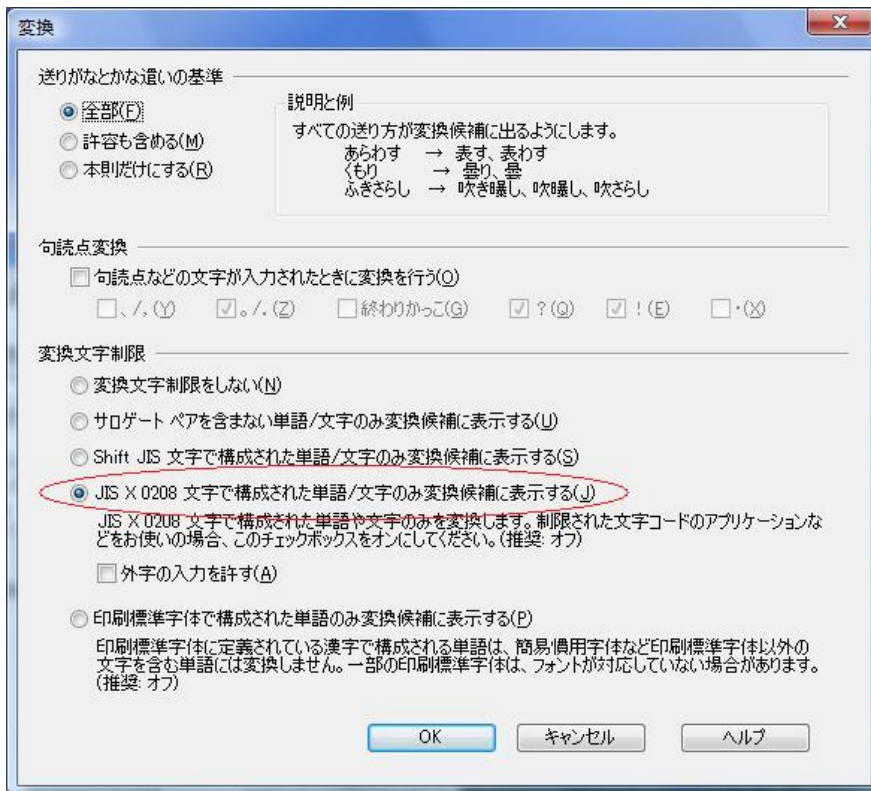 変換
送りがなとかな遣いの基準
全部(F)
許容も含める(M)
本則だけにする(R)
説明と例
すべての送り方が変換候補に出るようにします。
あらわす → 表す、表わす
くもり → 曇り、曇
ふきさらし → 吹き曝し、吹曝し、吹さらし
句読点変換
句読点などの文字が入力されたときに変換を行う(O)
、/，(Y) 。/．(Z) 終わりかっこ(G) ？(Q) ！(E) ・(X)
変換文字制限
変換文字制限をしない(N)
サロゲート ペアを含まない単語/文字のみ変換候補に表示する(U)
Shift JIS 文字で構成された単語/文字のみ変換候補に表示する(S)
JIS X 0208 文字で構成された単語/文字のみ変換候補に表示する(J)
JIS X 0208 文字で構成された単語や文字のみを変換します。制限された文字コードのアプリケーションな
どをお使いの場合、このチェックボックスをオンにしてください。(推奨: オフ)
外字の入力を許す(A)
印刷標準字体で構成された単語のみ変換候補に表示する(P)
印刷標準字体に定義されている漢字で構成される単語は、簡易慣用字体など印刷標準字体以外の
文字を含む単語には変換しません。一部の印刷標準字体は、フォントが対応していない場合があります。
(推奨: オフ)
OK キャンセル ヘルプ